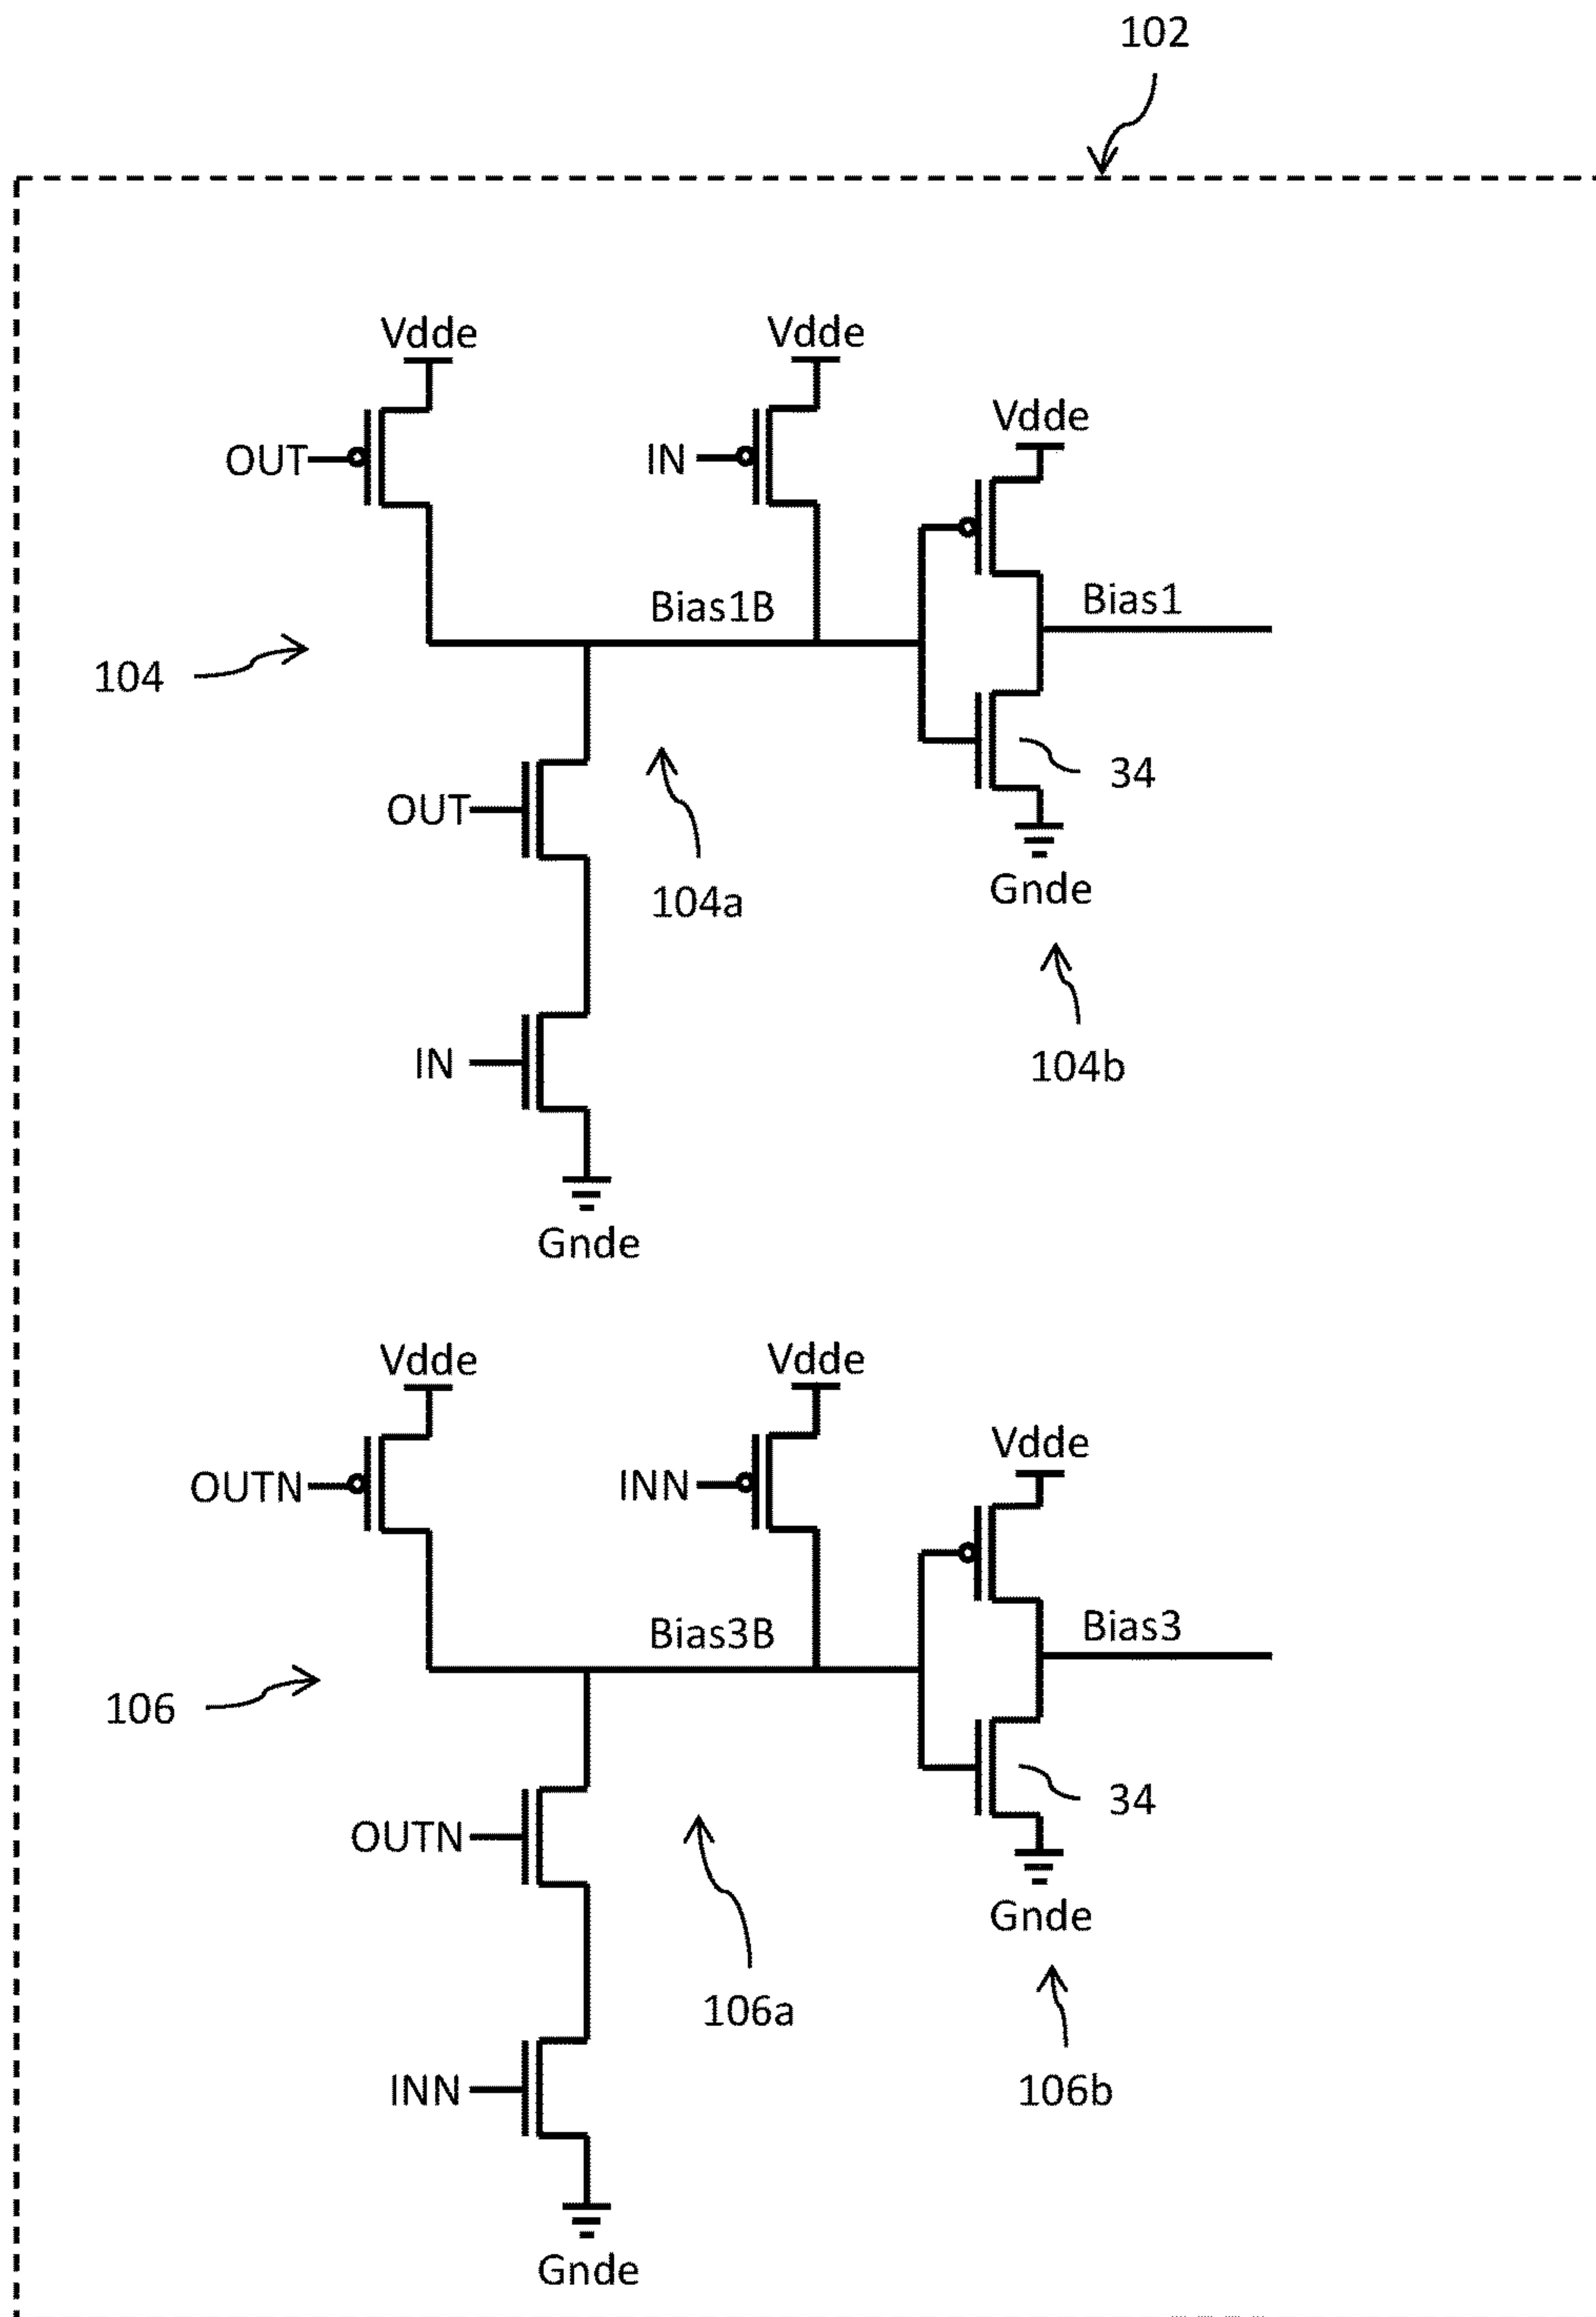 102
Vdde
Vdde
Vdde
OUT
IN
Bias1B
Bias1
104
34
OUT
104a
Gnde
IN
104b
Gnde
Vdde
Vdde
Vdde
OUTN
INN
Bias3B
Bias3
106
34
OUTN
Gnde
106a
INN
106b
Gnde